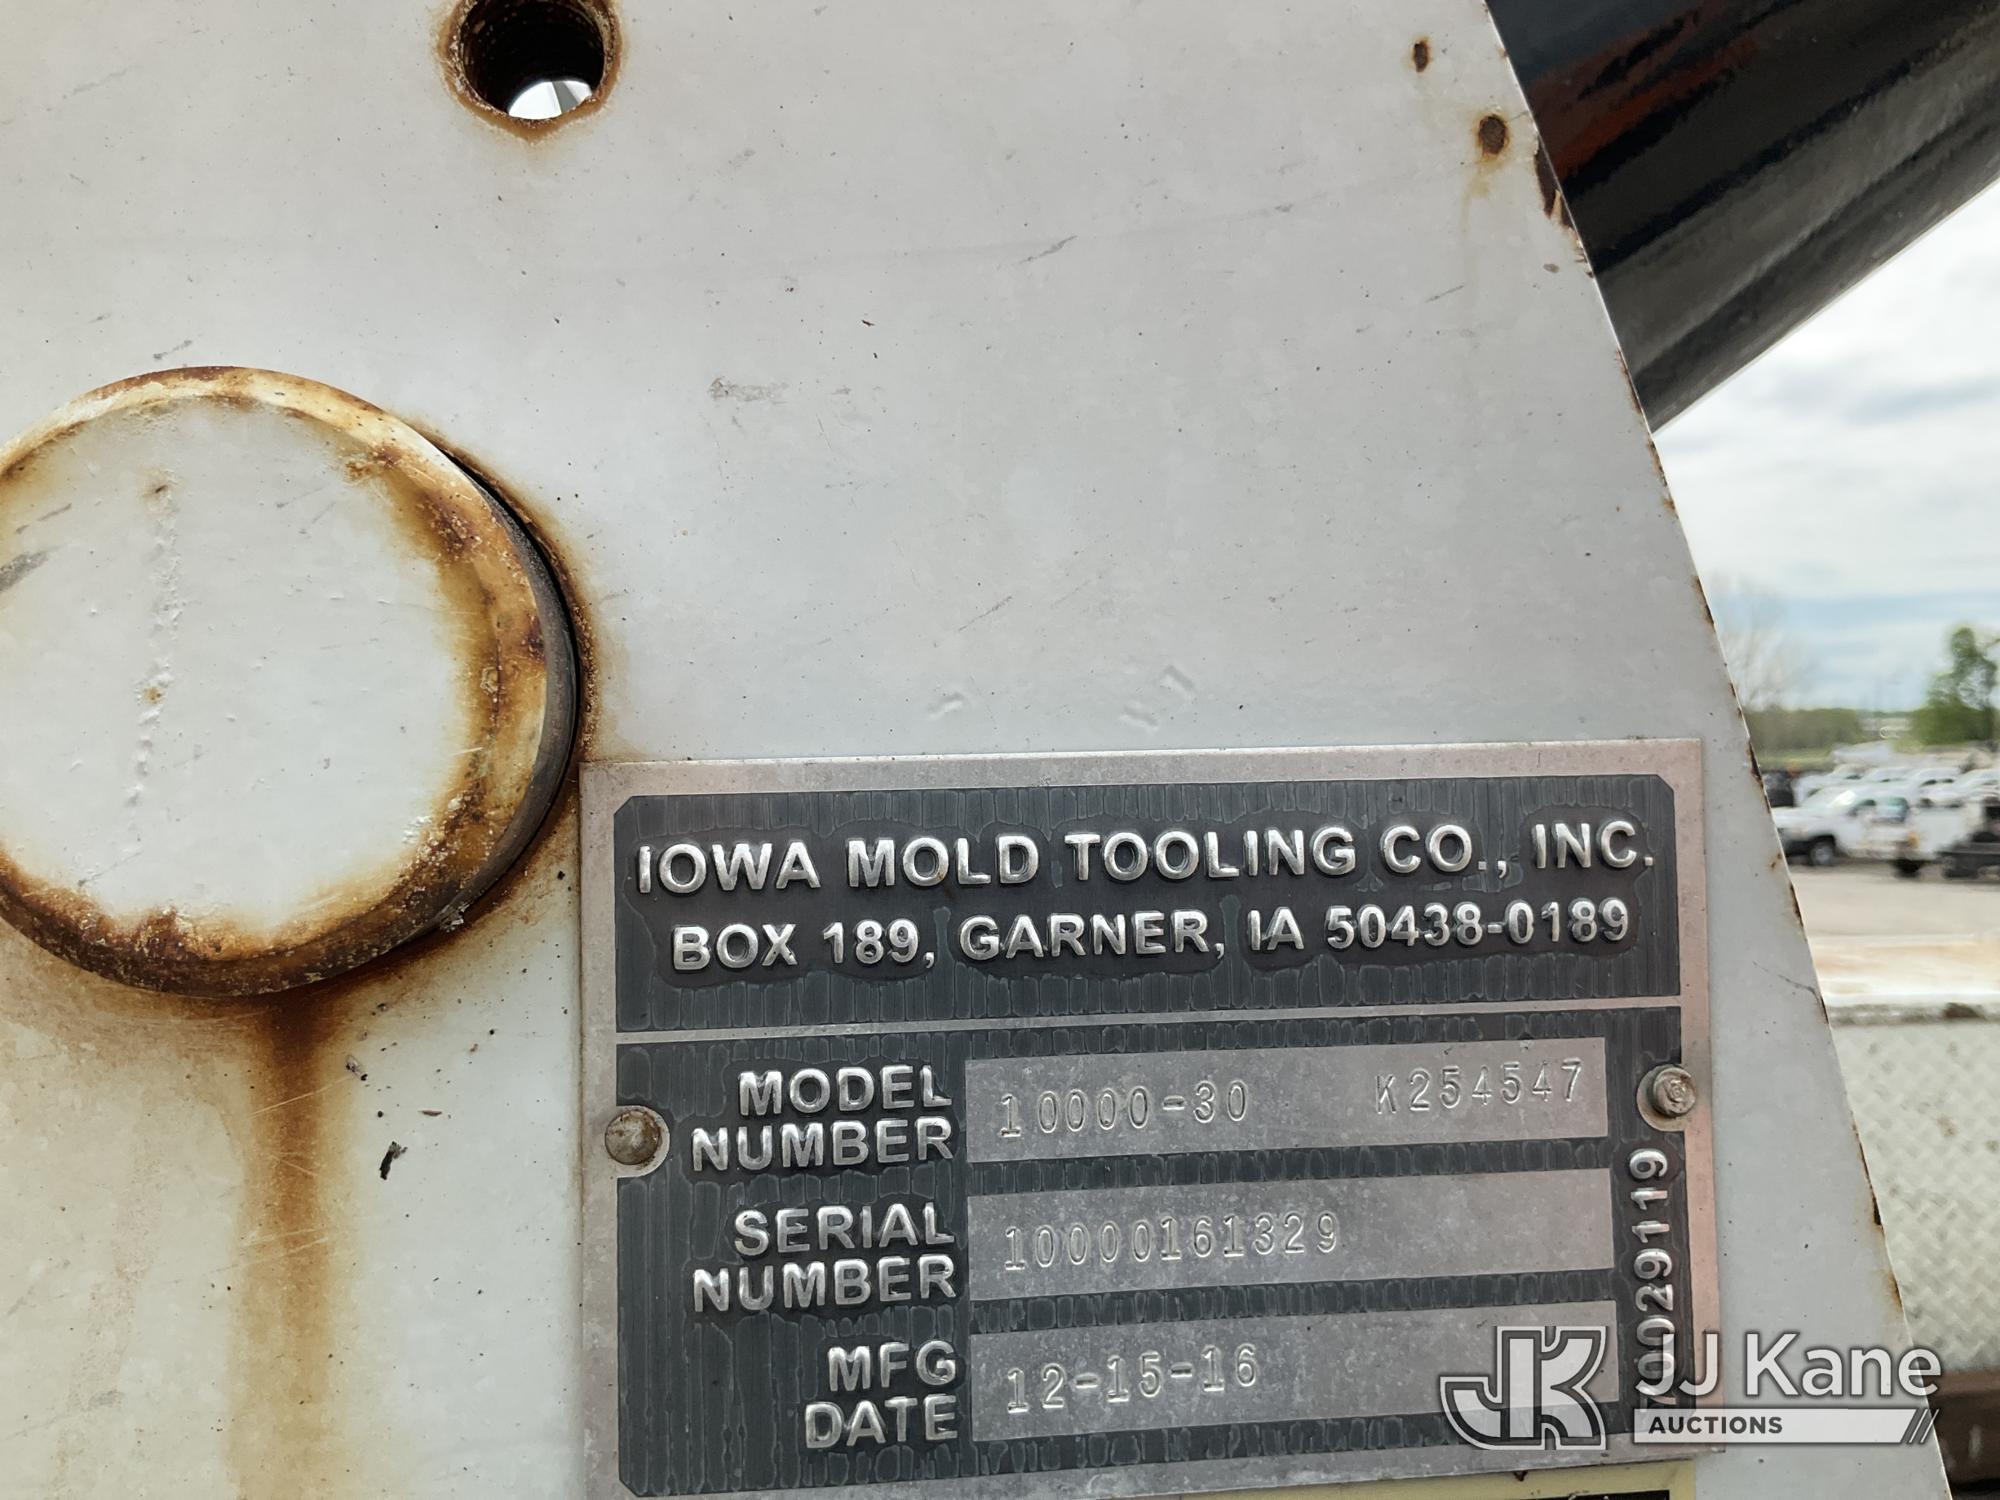 IOWA MOLD TOOLING CO., INC.
BOX 189, GARNER, IA 50438-0189
MODEL NUMBER 10000-30 K254547
SERIAL NUMBER 10000161329
MFG DATE 12-15-16
70029119
JJ Kane
AUCTIONS